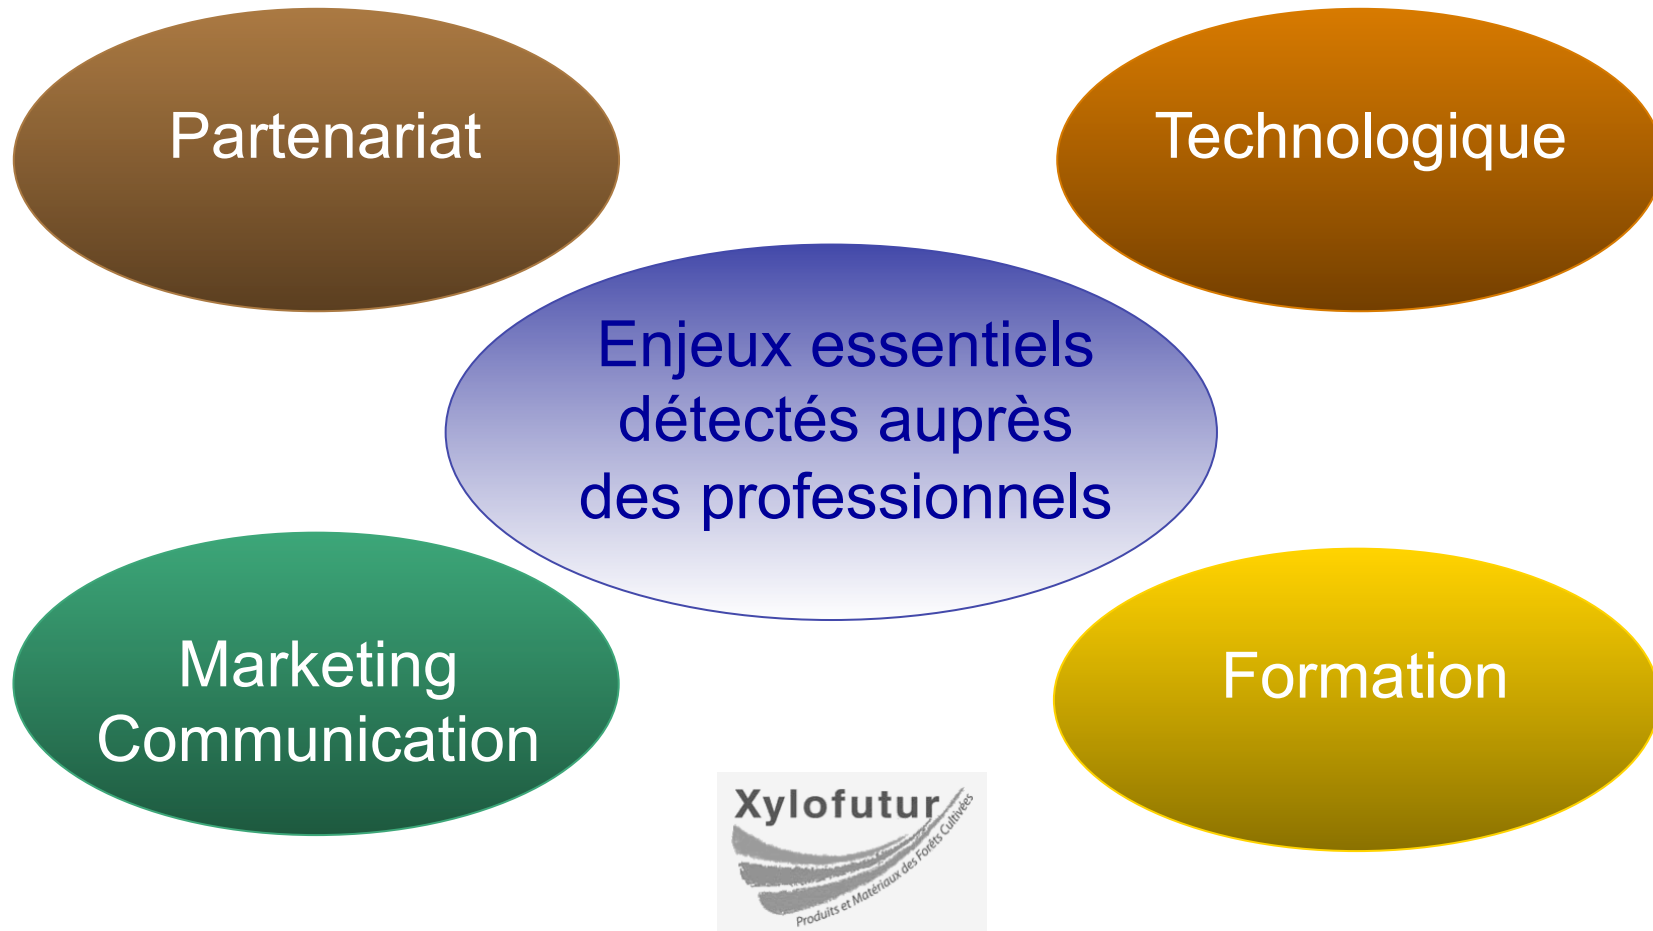 Partenariat
Technologique
Enjeux essentiels
détectés auprès
des professionnels
Marketing
Communication
Formation
Xylofutur
Produits et Matériaux des Forêts Cultivées